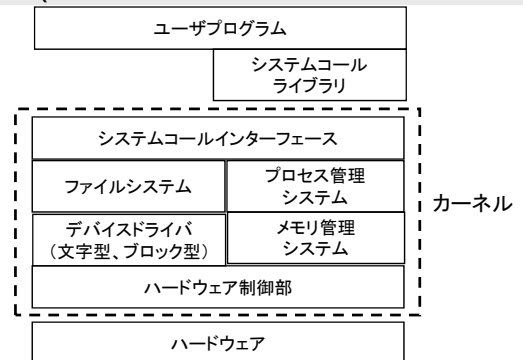 ユーザプログラム
システムコール
ライブラリ
システムコールインターフェース
ファイルシステム
プロセス管理
システム
カーネル
デバイスドライバ
（文字型、ブロック型）
メモリ管理
システム
ハードウェア制御部
ハードウェア